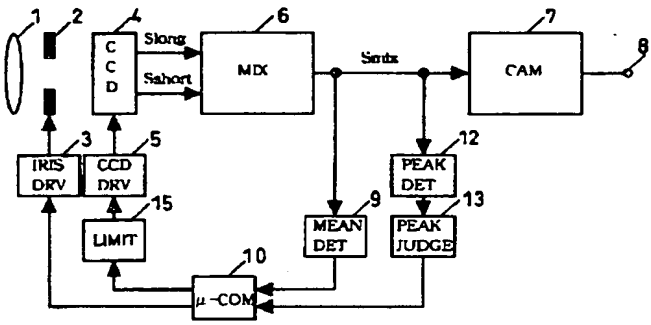 1
2
4
6
7
8
C
C
D
Slong
Sshort
MIX
Smix
CAM
3
5
12
IRIS
DRV
CCD
DRV
PEAK
DET
15
9
13
LIMIT
MEAN
DET
PEAK
JUDGE
10
μ-COM